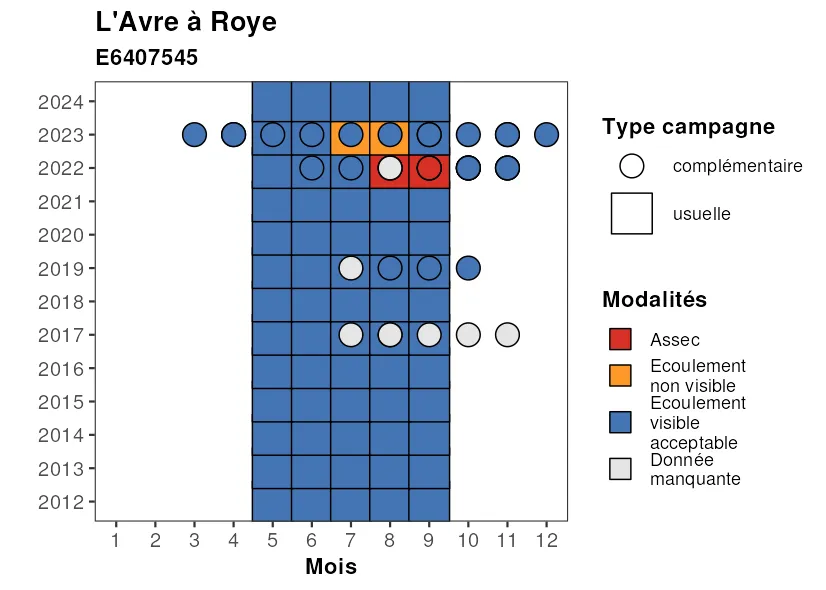 L'Avre à Roye
E6407545
2024
2023
2022
2021
2020
2019
2018
2017
2016
2015
2014
2013
2012
1 2 3 4 5 6 7 8 9 10 11 12
Mois
Type campagne
complémentaire
usuelle
Modalités
Assec
Ecoulement
non visible
Ecoulement
visible
acceptable
Donnée
manquante